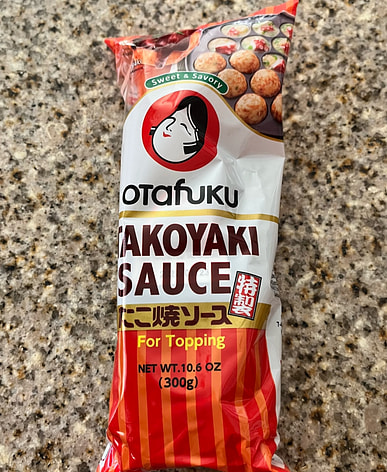 Sweet & Savory
OTafuKu
TAKOYAKI
SAUCE
特製
たこ焼ソース
For Topping
NET WT.10.6 OZ
(300g)